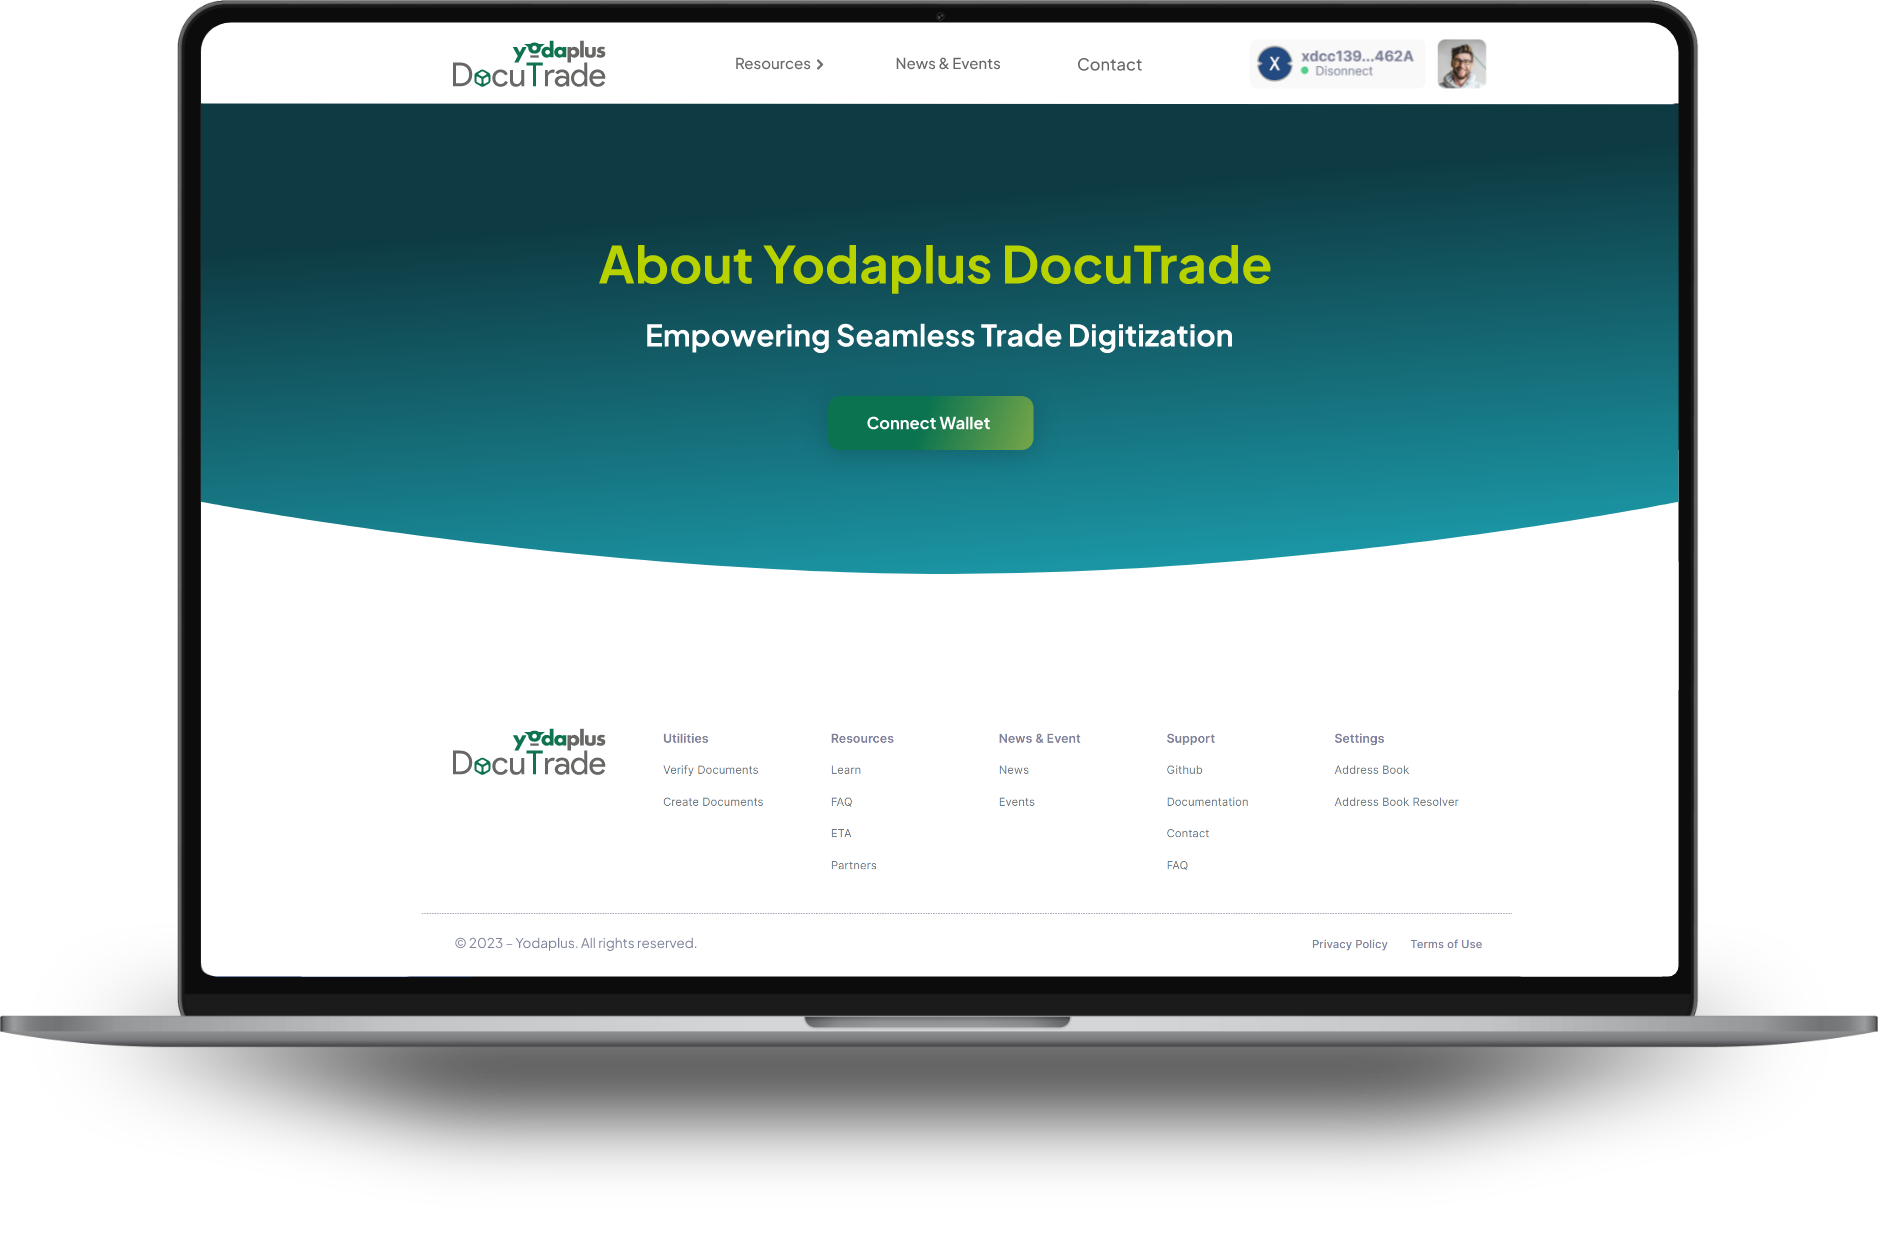 yodaplus
DocuTrade
Resources
News & Events
Contact
X
xdcc139...462A
Disonnect
About Yodaplus DocuTrade
Empowering Seamless Trade Digitization
Connect Wallet
yodaplus
DocuTrade
Utilities
Verify Documents
Create Documents
Resources
Learn
FAQ
ETA
Partners
News & Event
News
Events
Support
Github
Documentation
Contact
FAQ
Settings
Address Book
Address Book Resolver
© 2023 – Yodaplus. All rights reserved.
Privacy Policy
Terms of Use